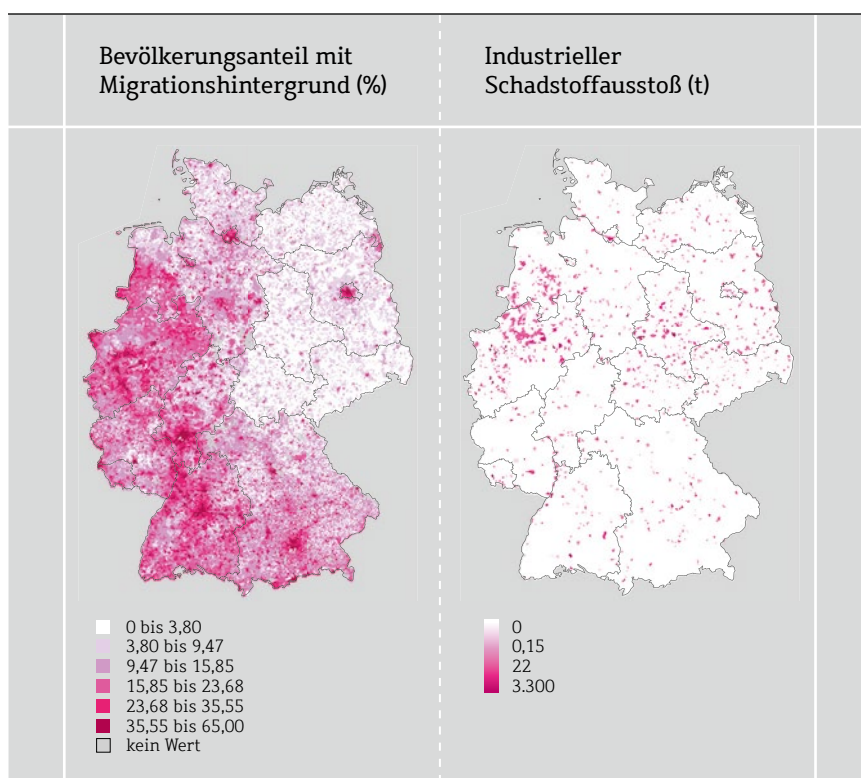 Bevölkerungsanteil mit
Migrationshintergrund (%)
Industrieller
Schadstoffausstoß (t)
0 bis 3,80
3,80 bis 9,47
9,47 bis 15,85
15,85 bis 23,68
23,68 bis 35,55
35,55 bis 65,00
kein Wert
0
0,15
22
3.300